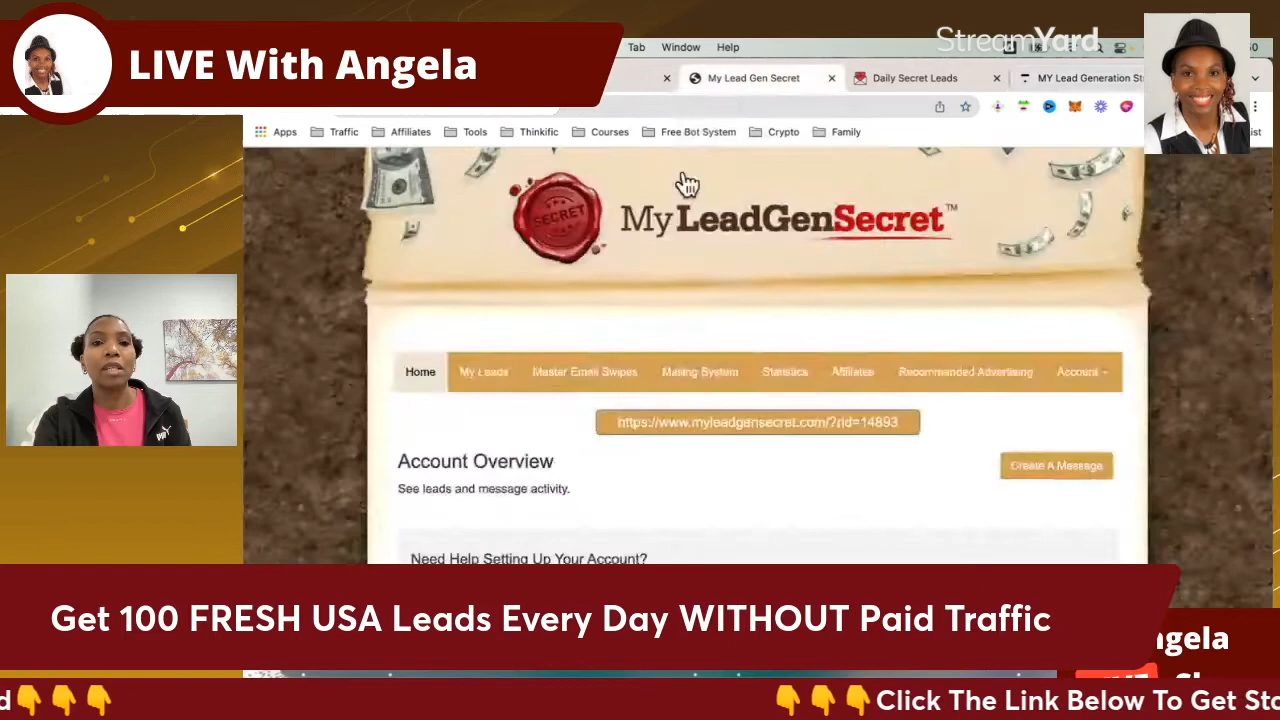 LIVE With Angela
StreamYard
Tab Window Help
My Lead Gen Secret
Daily Secret Leads
MY Lead Generation
Apps Traffic Affiliates Tools Thinkific Courses Free Bot System Crypto Family
SECRET
My LeadGenSecret™
Home My Leads Master Email Swipes Mailing System Statistics Affiliates Recommended Advertising Account
https://www.myleadgensecret.com/?rid=14893
Account Overview
Create A Message
See leads and message activity.
Need Help Setting Up Your Account?
Get 100 FRESH USA Leads Every Day WITHOUT Paid Traffic
👇👇👇 👇👇👇Click The Link Below To Get